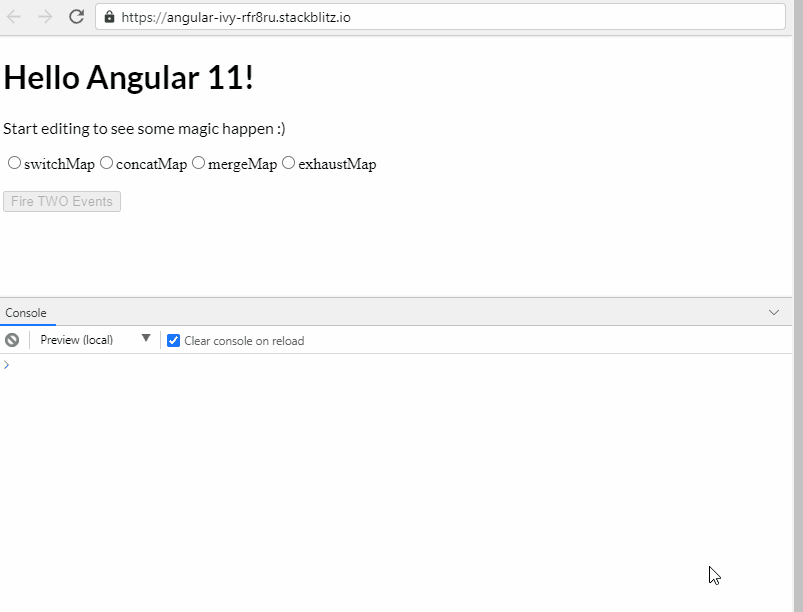 https://angular-ivy-rfr8ru.stackblitz.io
Hello Angular 11!
Start editing to see some magic happen :)
switchMap concatMap mergeMap exhaustMap
Fire TWO Events
Console
Preview (local) Clear console on reload